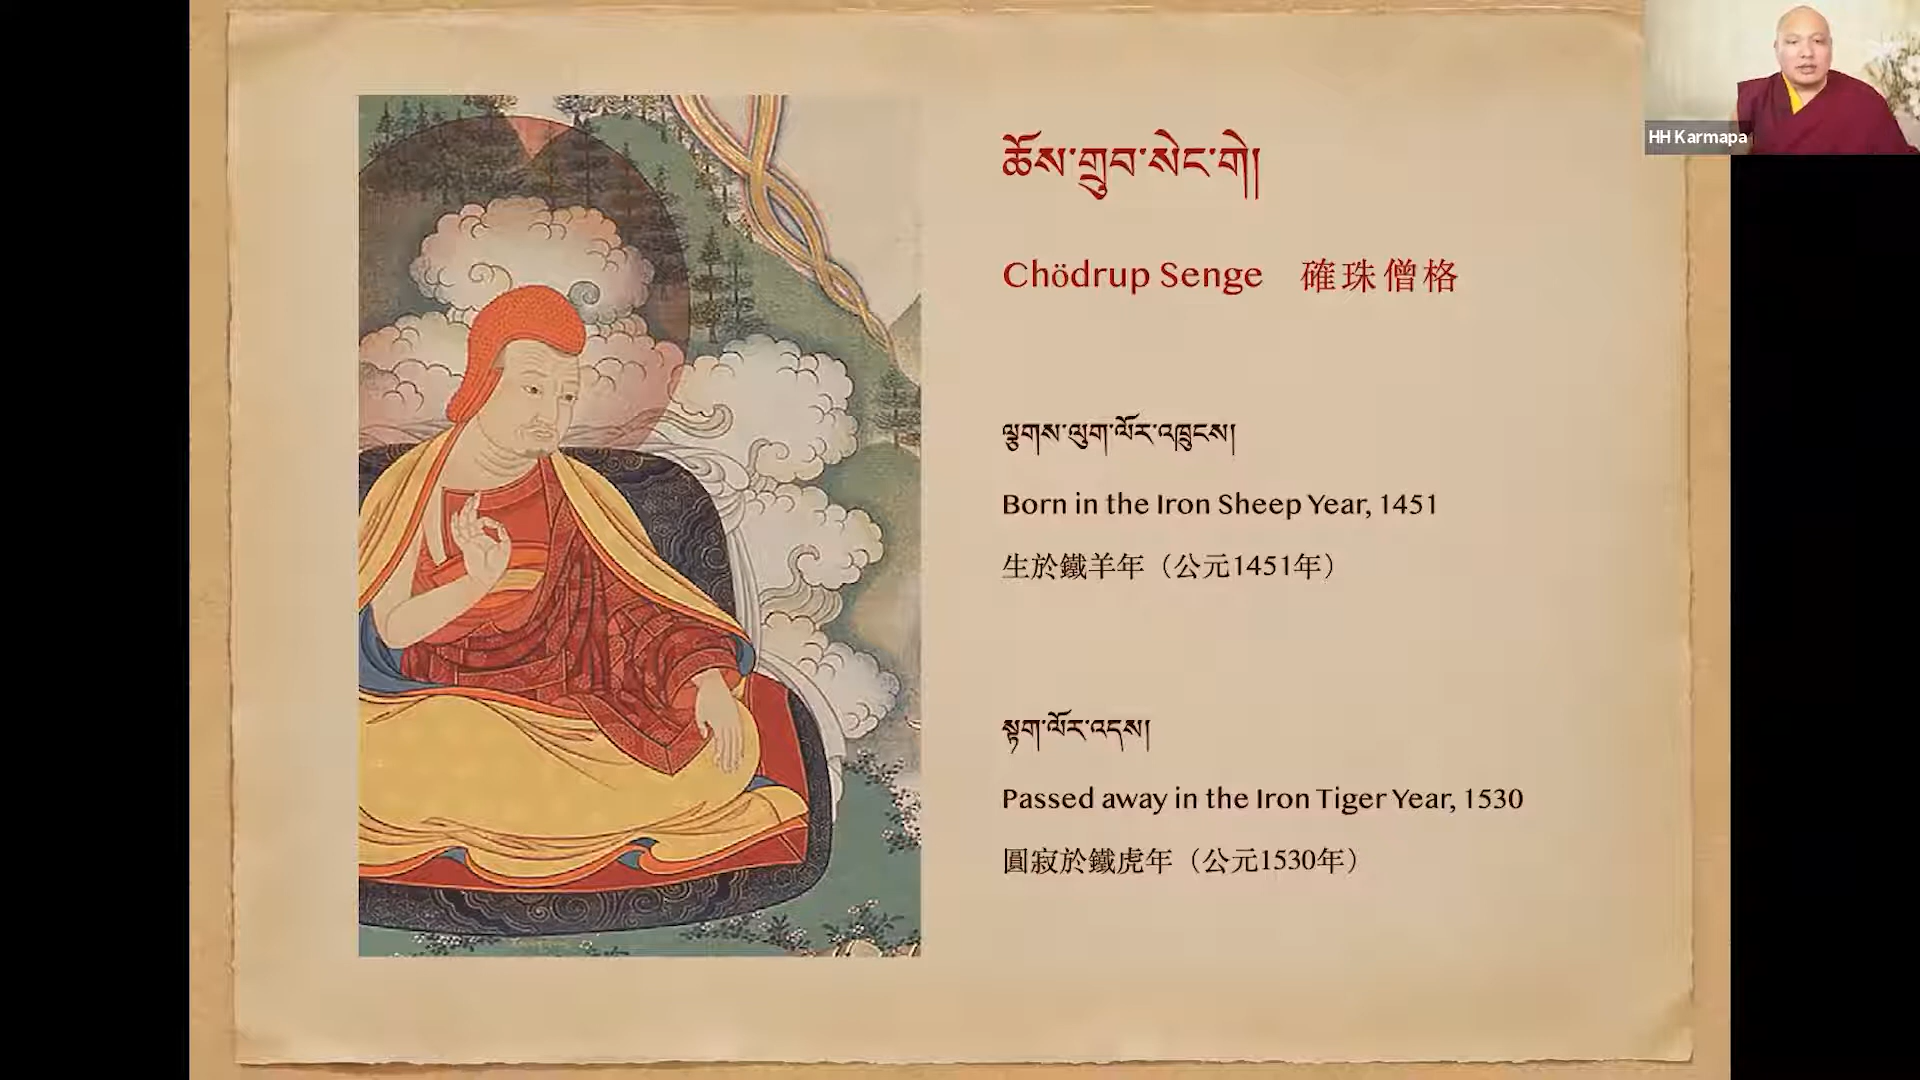 ཆོས་གྲུབ་སེང་གེ།
Chödrup Senge 確珠僧格
ལྕགས་ལུག་ལོར་འཁྲུངས།
Born in the Iron Sheep Year, 1451
生於鐵羊年（公元1451年）
སྟག་ལོར་འདས།
Passed away in the Iron Tiger Year, 1530
圓寂於鐵虎年（公元1530年）
HH Karmapa